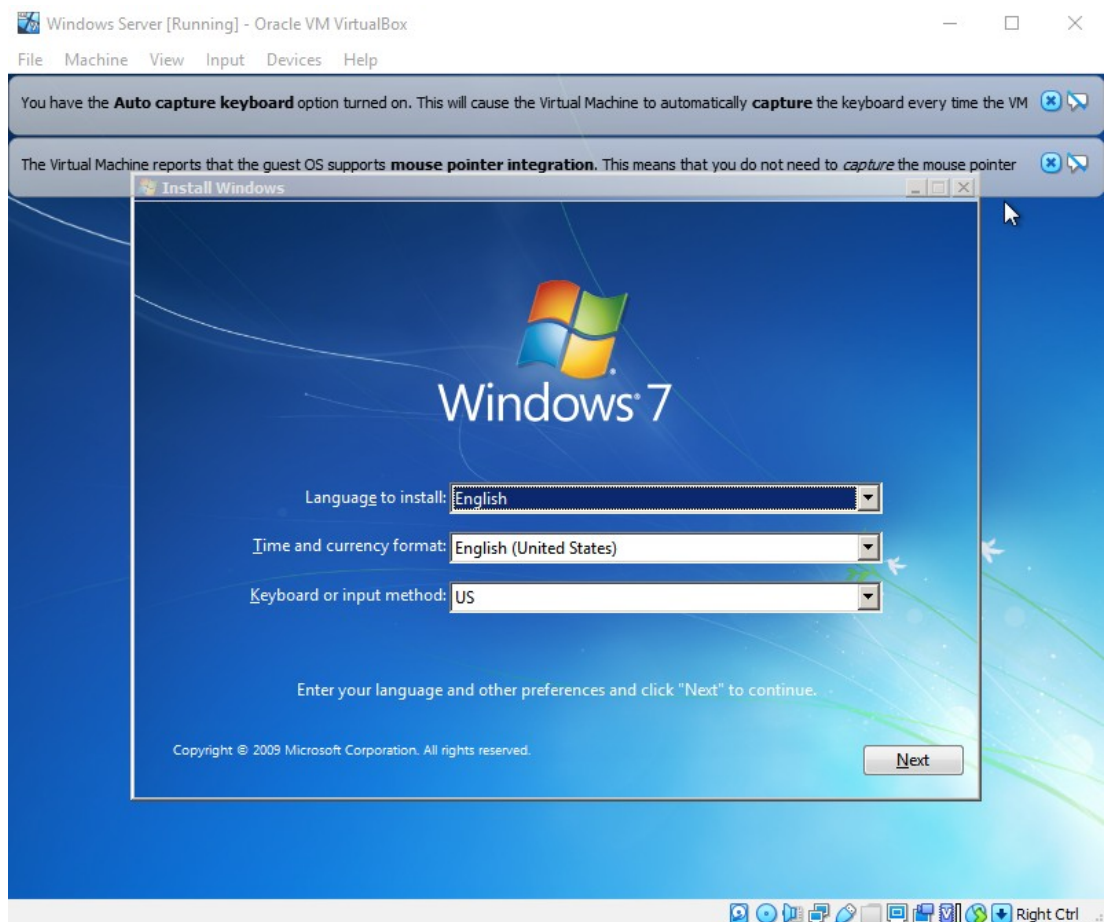 Windows Server [Running] - Oracle VM VirtualBox
File Machine View Input Devices Help
You have the Auto capture keyboard option turned on. This will cause the Virtual Machine to automatically capture the keyboard every time the VM
The Virtual Machine reports that the guest OS supports mouse pointer integration. This means that you do not need to capture the mouse pointer
Install Windows
Windows® 7
Language to install: English
Time and currency format: English (United States)
Keyboard or input method: US
Enter your language and other preferences and click "Next" to continue.
Copyright © 2009 Microsoft Corporation. All rights reserved.
Next
Right Ctrl